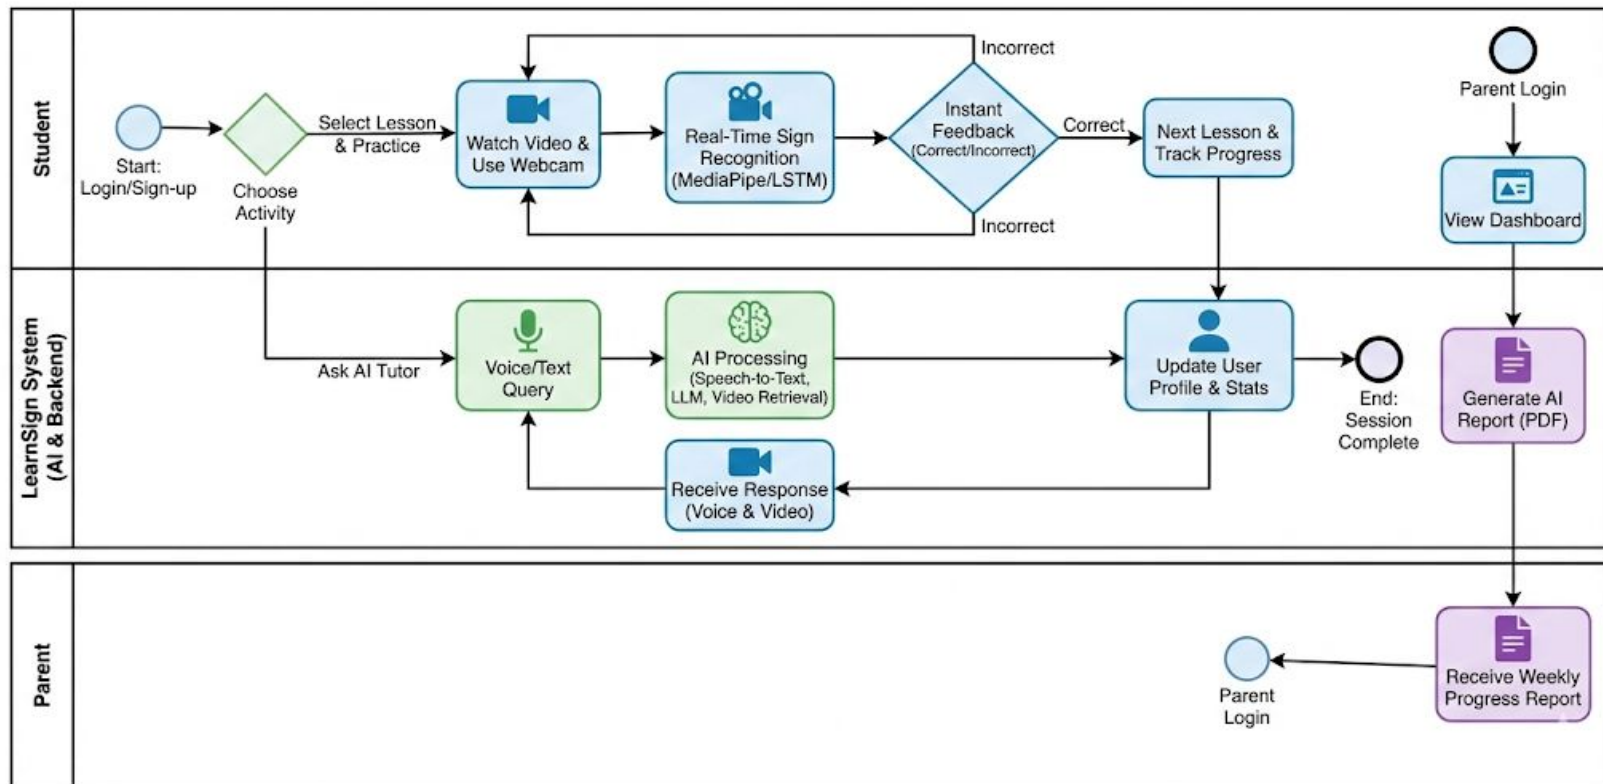 Student
Start:
Login/Sign-up
Choose
Activity
Select Lesson
& Practice
Watch Video &
Use Webcam
Real-Time Sign
Recognition
(MediaPipe/LSTM)
Instant
Feedback
(Correct/Incorrect)
Incorrect
Incorrect
Correct
Next Lesson &
Track Progress
Parent Login
View Dashboard
LearnSign System
(AI & Backend)
Ask AI Tutor
Voice/Text
Query
AI Processing
(Speech-to-Text,
LLM, Video Retrieval)
Receive Response
(Voice & Video)
Update User
Profile & Stats
End:
Session
Complete
Generate AI
Report (PDF)
Parent
Parent
Login
Receive Weekly
Progress Report